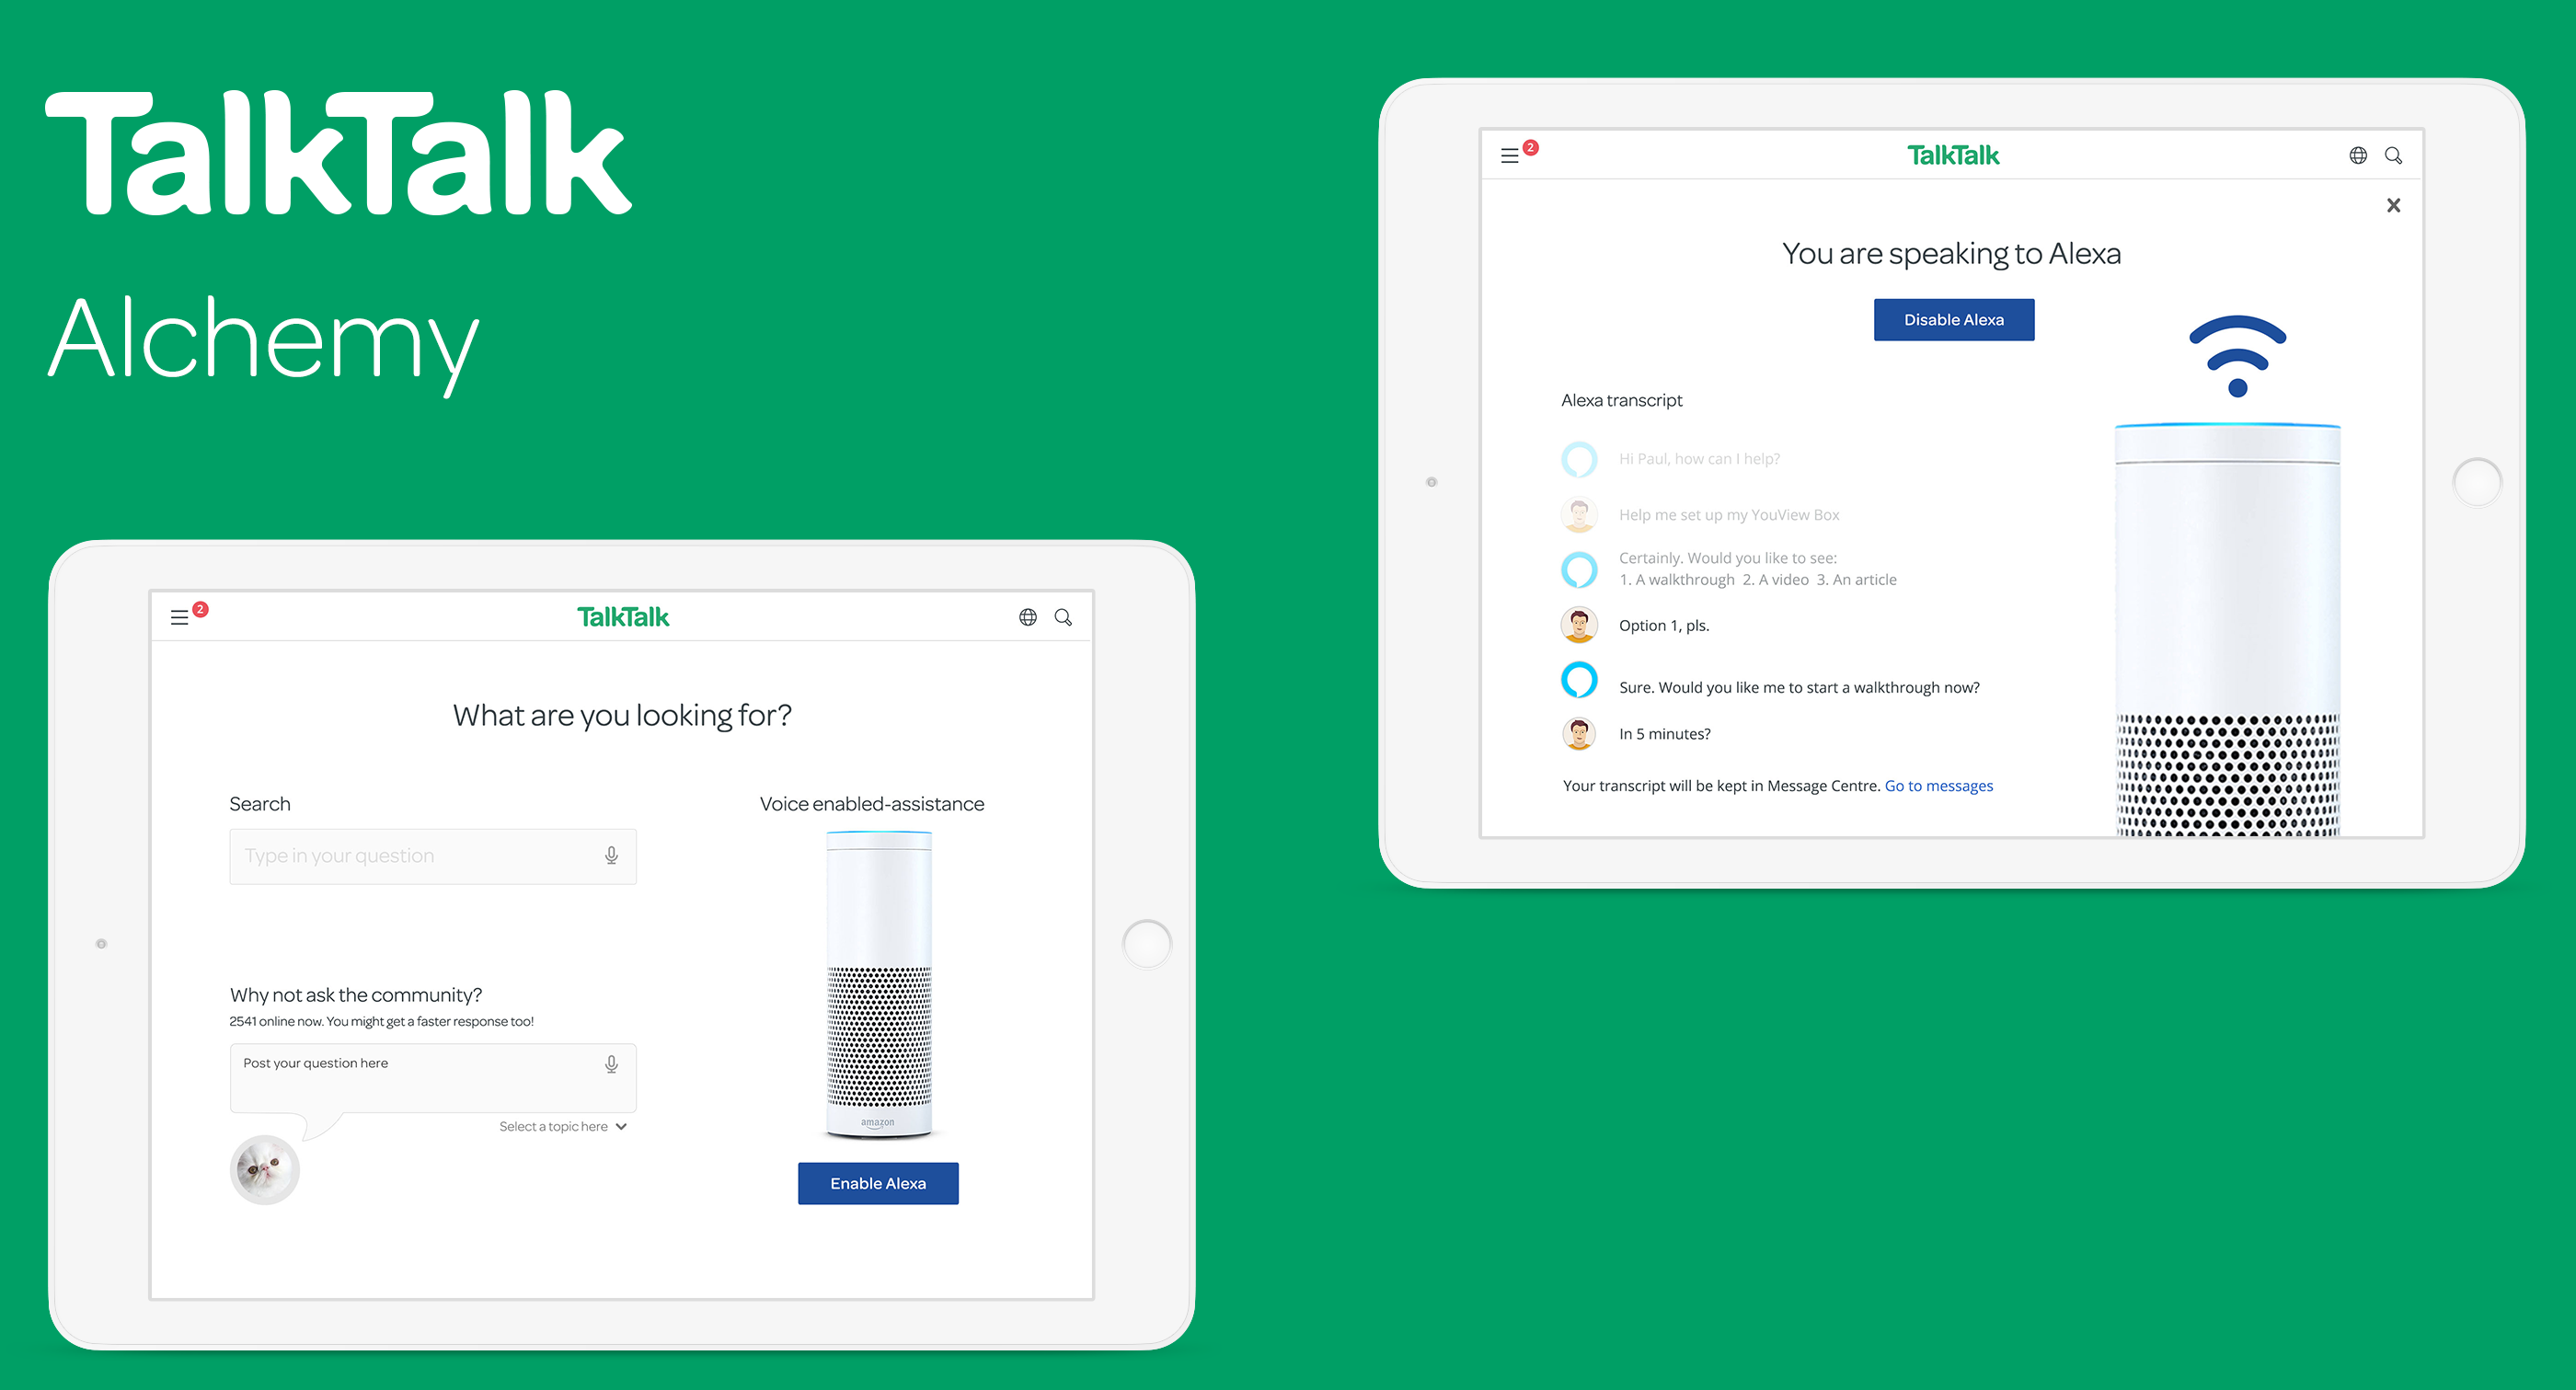 TalkTalk
Alchemy
2
TalkTalk
What are you looking for?
Search
Type in your question
Why not ask the community?
2541 online now. You might get a faster response too!
Post your question here
Select a topic here
Voice enabled-assistance
amazon
Enable Alexa
2
TalkTalk
You are speaking to Alexa
Disable Alexa
Alexa transcript
Hi Paul, how can I help?
Help me set up my YouView Box
Certainly. Would you like to see:
1. A walkthrough 2. A video 3. An article
Option 1, pls.
Sure. Would you like me to start a walkthrough now?
In 5 minutes?
Your transcript will be kept in Message Centre. Go to messages